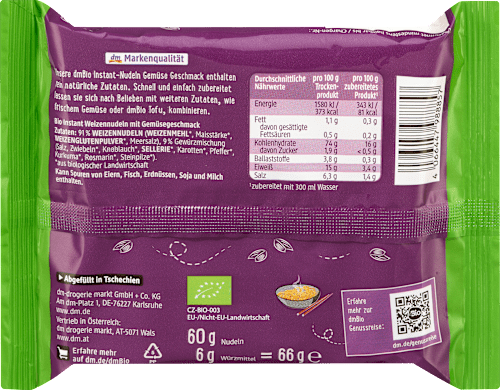 dm Markenqualität
Unsere dmBio Instant-Nudeln Gemüse Geschmack enthalten
natürliche Zutaten. Schnell und einfach zubereitet
lassen sie sich nach Belieben mit weiteren Zutaten, wie
frischem Gemüse oder dmBio Tofu, kombinieren.
Bio Instant Weizennudeln mit Gemüsegeschmack
Zutaten: 91 % WEIZENNUDELN (WEIZENMEHL, Maisstärke*,
WEIZENGLUTENPULVER*, Meersalz), 9 % Gewürzmischung
(Salz, Zwiebeln*, Knoblauch*, SELLERIE*, Karotten*, Pfeffer*,
Kurkuma*, Rosmarin*, Steinpilze*).
*aus biologischer Landwirtschaft
Kann Spuren von Eiern, Fisch, Erdnüssen, Soja und Milch
enthalten.
Durchschnittliche Nährwerte pro 100 g Trockenprodukt pro 100 g zubereitetes Produkt¹
Energie 1580 kJ / 373 kcal 343 kJ / 81 kcal
Fett 1,1 g 0,3 g
davon gesättigte Fettsäuren 0,5 g 0,2 g
Kohlenhydrate 74 g 16 g
davon Zucker 1,9 g <0,5 g
Ballaststoffe 3,8 g 0,3 g
Eiweiß 15 g 3,4 g
Salz 6,3 g 1,4 g
¹zubereitet mit 300 ml Wasser
Abgefüllt in Tschechien
dm-drogerie markt GmbH + Co. KG
Am dm-Platz 1, DE-76227 Karlsruhe
www.dm.de
Vertrieb in Österreich:
dm drogerie markt, AT-5071 Wals
www.dm.at
Erfahre mehr
auf dm.de/dmBio
PP
CZ-BIO-003
EU-/Nicht-EU-Landwirtschaft
60 g Nudeln
6 g Würzmittel = 66 g e
Erfahre
mehr zur
dmBio
Genussreise:
dmBio
dm.de/genussreise